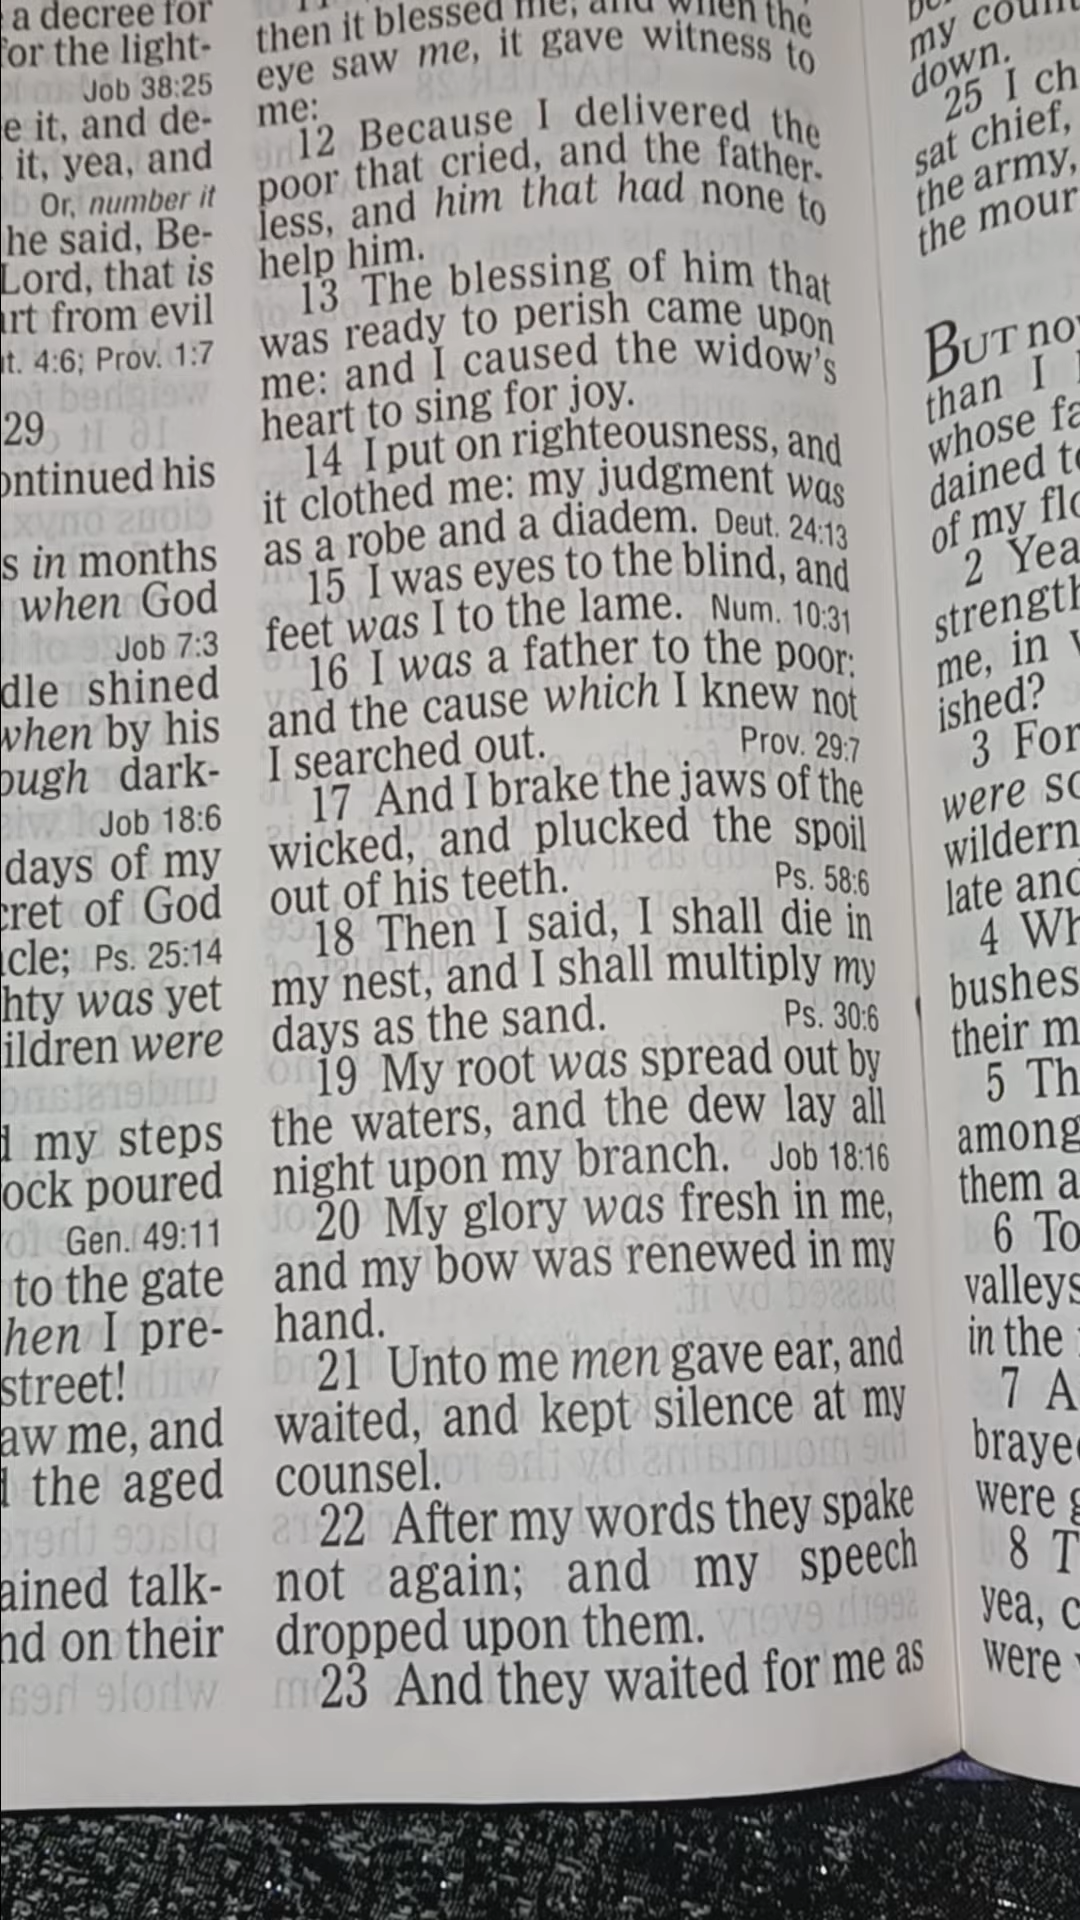 a decree for
for the light-
Job 38:25
e it, and de-
it, yea, and
Or, number it
he said, Be-
Lord, that is
art from evil
4:6; Prov. 1:7
29
ontinued his
s in months
when God
Job 7:3
dle shined
when by his
ough dark-
Job 18:6
days of my
cret of God
cle; Ps. 25:14
hty was yet
ildren were
my steps
ock poured
Gen. 49:11
to the gate
hen I pre-
street!
aw me, and
the aged
ained talk-
nd on their
then it blessed me; and when the
eye saw me, it gave witness to
me:
12 Because I delivered the
poor that cried, and the father-
less, and him that had none to
help him.
13 The blessing of him that
was ready to perish came upon
me: and I caused the widow's
heart to sing for joy.
14 I put on righteousness, and
it clothed me: my judgment was
as a robe and a diadem. Deut. 24:13
15 I was eyes to the blind, and
feet was I to the lame. Num. 10:31
16 I was a father to the poor:
and the cause which I knew not
I searched out. Prov. 29:7
17 And I brake the jaws of the
wicked, and plucked the spoil
out of his teeth. Ps. 58:6
18 Then I said, I shall die in
my nest, and I shall multiply my
days as the sand. Ps. 30:6
19 My root was spread out by
the waters, and the dew lay all
night upon my branch. Job 18:16
20 My glory was fresh in me,
and my bow was renewed in my
hand.
21 Unto me men gave ear, and
waited, and kept silence at my
counsel.
22 After my words they spake
not again; and my speech
dropped upon them.
23 And they waited for me as
my coun
down.
25 I ch
sat chief,
the army,
the mour
BUT no
than I
whose fa
dained t
of my flo
2 Yea
strength
me, in
ished?
3 For
were so
wildern
late and
4 Wh
bushes
their m
5 Th
among
them a
6 To
valleys
in the
7 A
braye
were g
8 T
yea, c
were